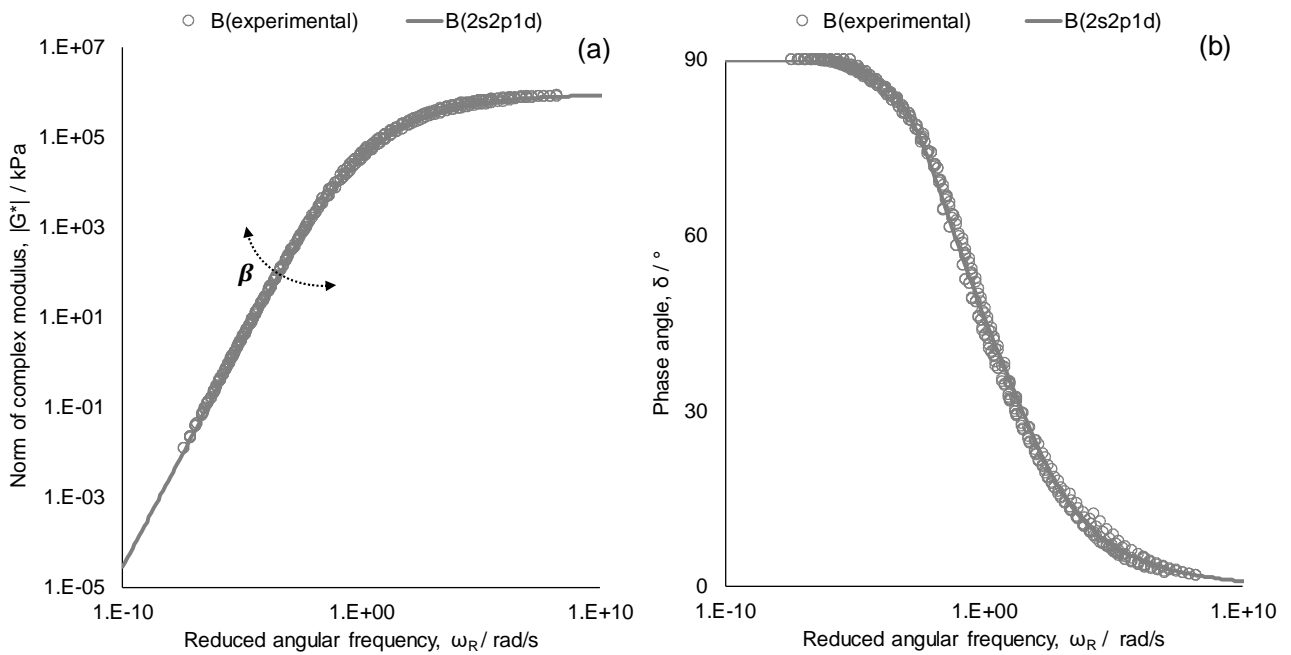 B(experimental) B(2s2p1d)
(a)
1.E+07
1.E+05
1.E+03
1.E+01
1.E-01
1.E-03
1.E-05
Norm of complex modulus, |G*| / kPa
β
1.E-10 1.E+00 1.E+10
Reduced angular frequency, ωR / rad/s
B(experimental) B(2s2p1d)
(b)
90
60
30
0
Phase angle, δ / °
1.E-10 1.E+00 1.E+10
Reduced angular frequency, ωR / rad/s